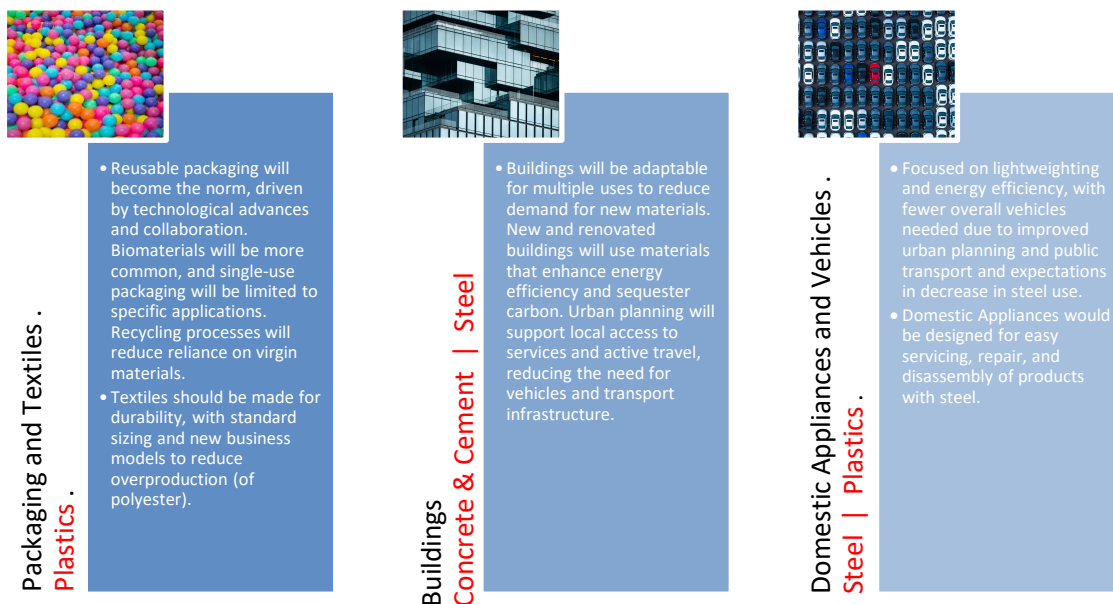 Packaging and Textiles .
Plastics .
• Reusable packaging will
become the norm, driven
by technological advances
and collaboration.
Biomaterials will be more
common, and single-use
packaging will be limited to
specific applications.
Recycling processes will
reduce reliance on virgin
materials.
• Textiles should be made for
durability, with standard
sizing and new business
models to reduce
overproduction (of
polyester).
Buildings
Concrete & Cement | Steel
• Buildings will be adaptable
for multiple uses to reduce
demand for new materials.
New and renovated
buildings will use materials
that enhance energy
efficiency and sequester
carbon. Urban planning will
support local access to
services and active travel,
reducing the need for
vehicles and transport
infrastructure.
Domestic Appliances and Vehicles .
Steel | Plastics .
• Focused on lightweighting
and energy efficiency, with
fewer overall vehicles
needed due to improved
urban planning and public
transport and expectations
in decrease in steel use.
• Domestic Appliances would
be designed for easy
servicing, repair, and
disassembly of products
with steel.